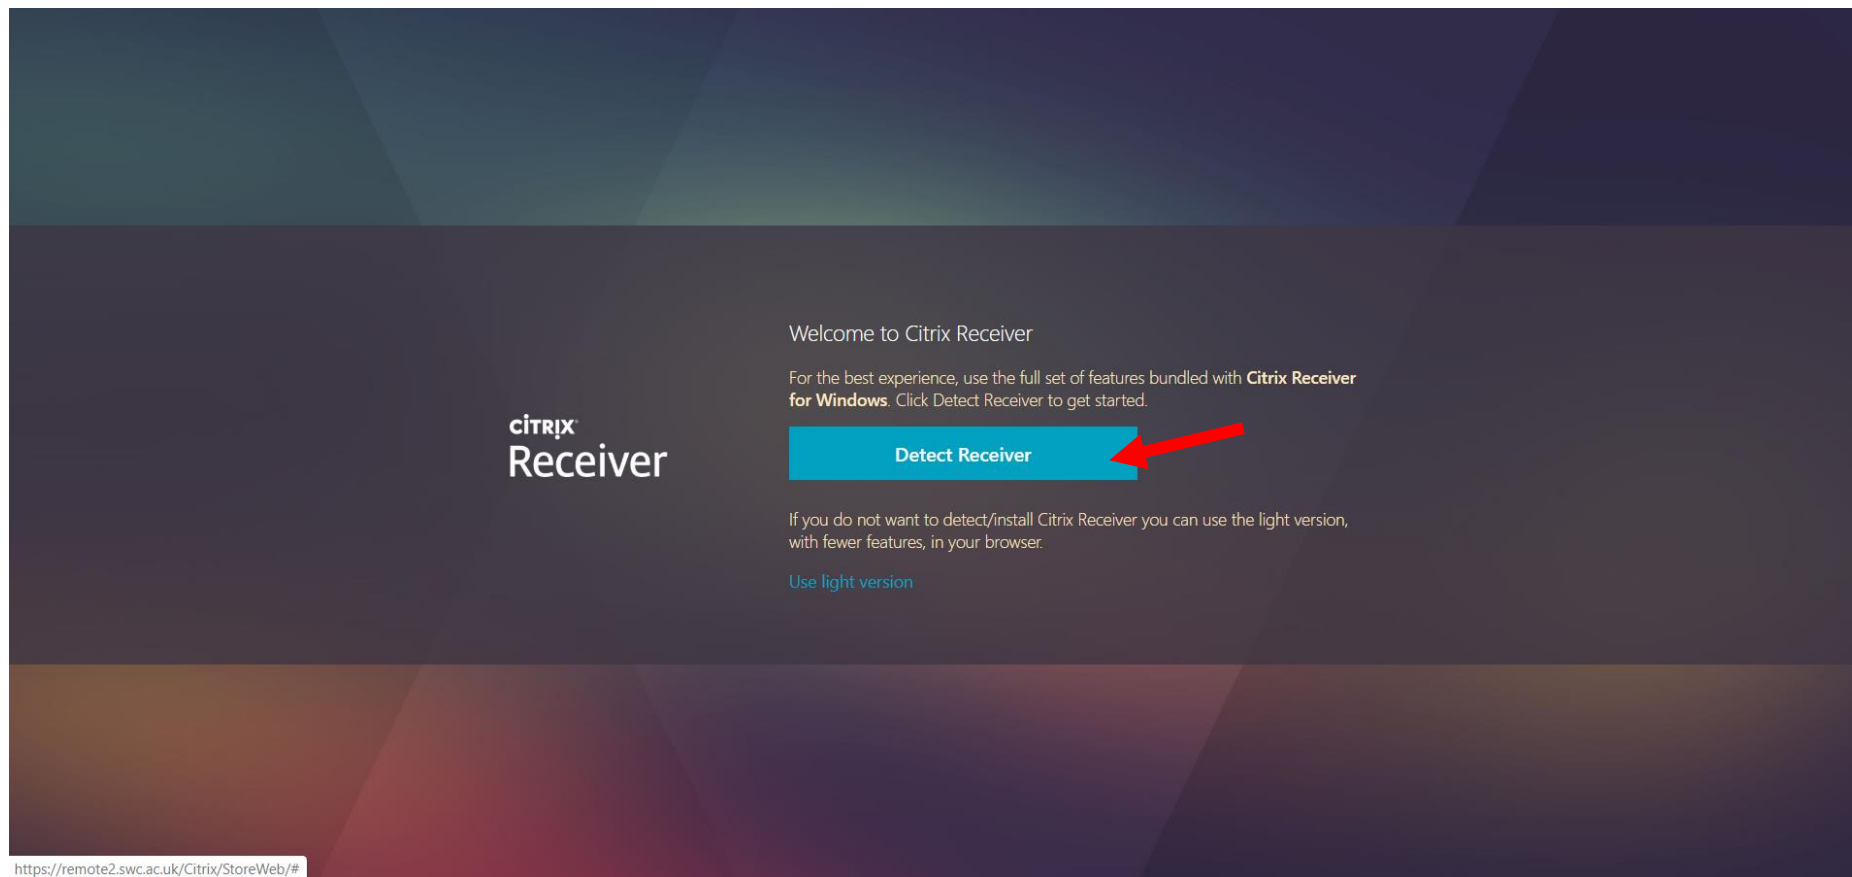 Welcome to Citrix Receiver
For the best experience, use the full set of features bundled with Citrix Receiver
for Windows. Click Detect Receiver to get started.
CİTRIX
Receiver
Detect Receiver
If you do not want to detect/install Citrix Receiver you can use the light version,
with fewer features, in your browser.
Use light version
https://remote2.swc.ac.uk/Citrix/StoreWeb/#